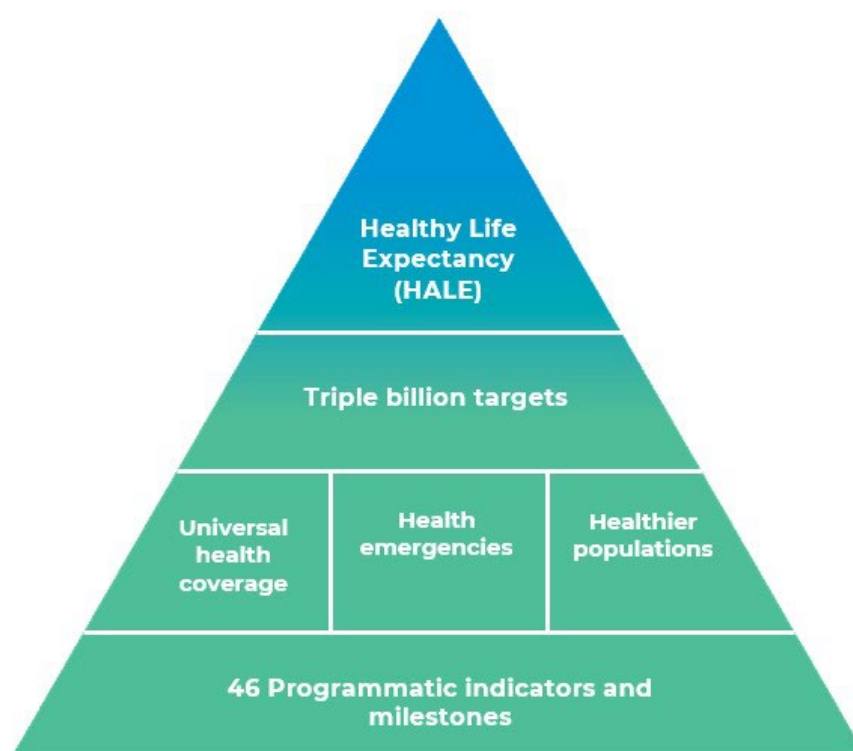 Healthy Life
Expectancy
(HALE)
Triple billion targets
Universal
health
coverage
Health
emergencies
Healthier
populations
46 Programmatic indicators and
milestones